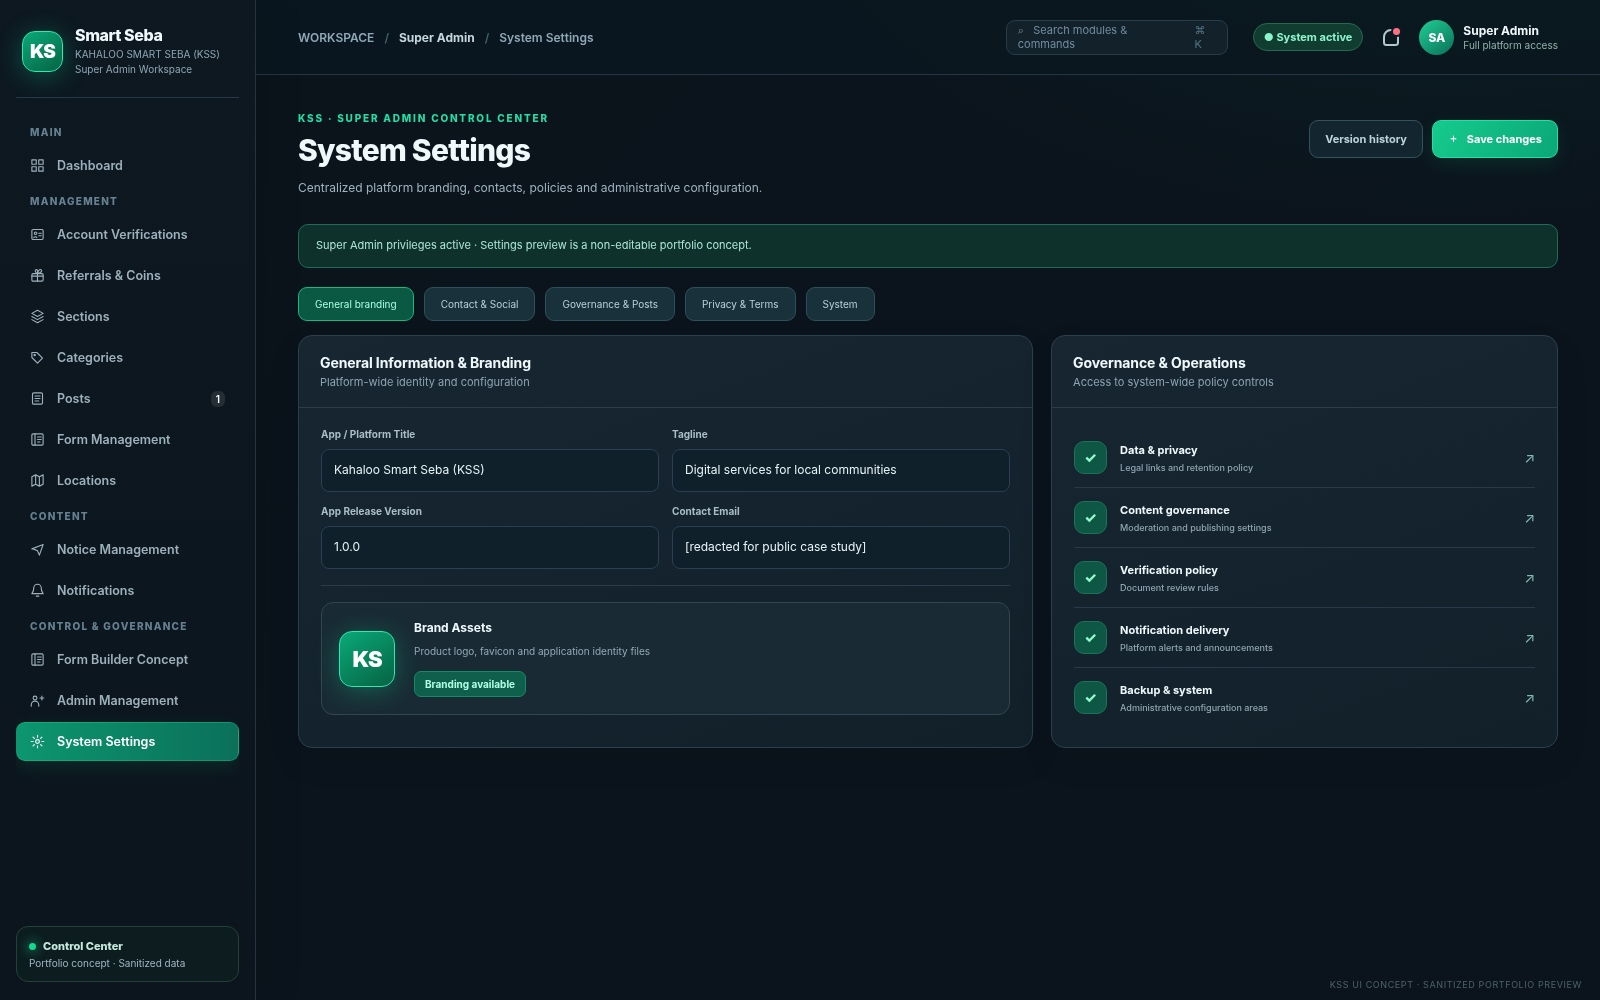 KS
Smart Seba
KAHALOO SMART SEBA (KSS)
Super Admin Workspace
MAIN
Dashboard
MANAGEMENT
Account Verifications
Referrals & Coins
Sections
Categories
Posts 1
Form Management
Locations
CONTENT
Notice Management
Notifications
CONTROL & GOVERNANCE
Form Builder Concept
Admin Management
System Settings
Control Center
Portfolio concept · Sanitized data
WORKSPACE / Super Admin / System Settings
⌕ Search modules & commands
⌘ K
System active
SA
Super Admin
Full platform access
KSS · SUPER ADMIN CONTROL CENTER
System Settings
Centralized platform branding, contacts, policies and administrative configuration.
Version history
+ Save changes
Super Admin privileges active · Settings preview is a non-editable portfolio concept.
General branding
Contact & Social
Governance & Posts
Privacy & Terms
System
General Information & Branding
Platform-wide identity and configuration
App / Platform Title
Kahaloo Smart Seba (KSS)
Tagline
Digital services for local communities
App Release Version
1.0.0
Contact Email
[redacted for public case study]
KS
Brand Assets
Product logo, favicon and application identity files
Branding available
Governance & Operations
Access to system-wide policy controls
✓ Data & privacy ↗
Legal links and retention policy
✓ Content governance ↗
Moderation and publishing settings
✓ Verification policy ↗
Document review rules
✓ Notification delivery ↗
Platform alerts and announcements
✓ Backup & system ↗
Administrative configuration areas
KSS UI CONCEPT · SANITIZED PORTFOLIO PREVIEW